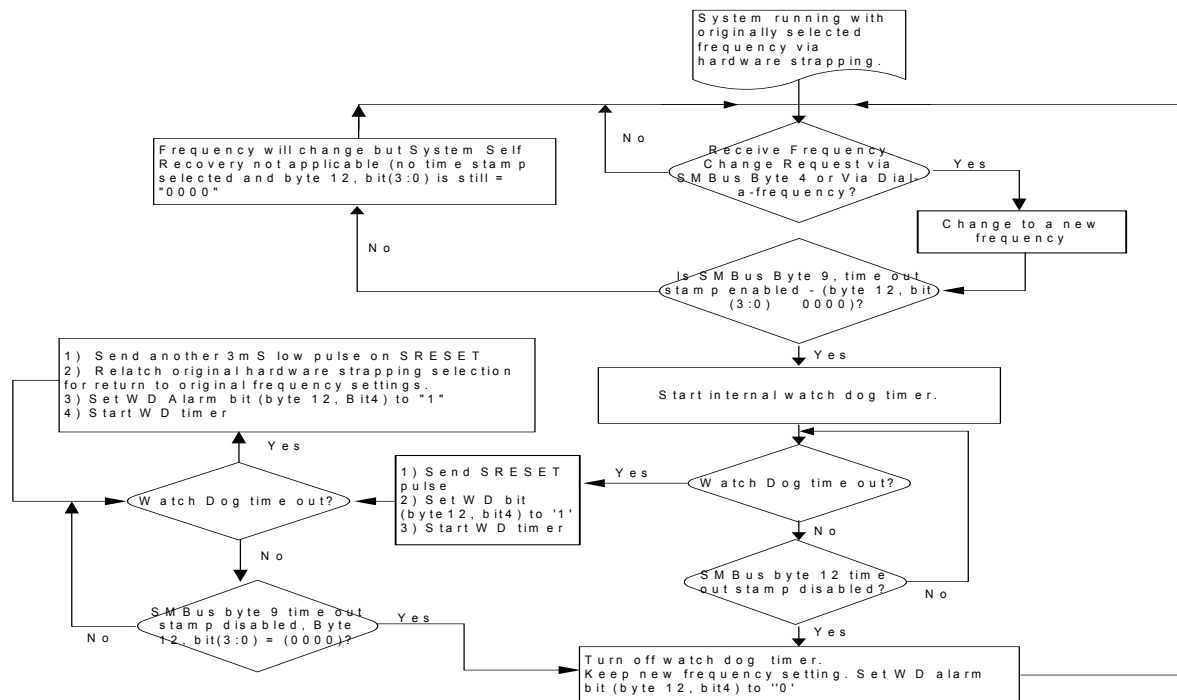 System running with
originally selected
frequency via
hardware strapping.
No
Receive Frequency
Change Request via
SMBus Byte 4 or Via Dial-
a-frequency?
Yes
Frequency will change but System Self
Recovery not applicable (no time stamp
selected and byte 12, bit(3:0) is still =
"0000"
Change to a new
frequency
No
Is SMBus Byte 9, time out
stamp enabled - (byte 12, bit
(3:0) 0000)?
Yes
1) Send another 3mS low pulse on SRESET
2) Relatch original hardware strapping selection
for return to original frequency settings.
3) Set WD Alarm bit (byte 12, Bit4) to "1"
4) Start WD timer
Start internal watch dog timer.
Yes
Watch Dog time out?
1) Send SRESET
pulse
2) Set WD bit
(byte12, bit4) to '1'
3) Start WD timer
Yes
Watch Dog time out?
No
No
SMBus byte 12 time
out stamp disabled?
No
SMBus byte 9 time out
stamp disabled, Byte
12, bit(3:0) = (0000)?
No
Yes
Yes
Turn off watch dog timer.
Keep new frequency setting. Set WD alarm
bit (byte 12, bit4) to ''0'